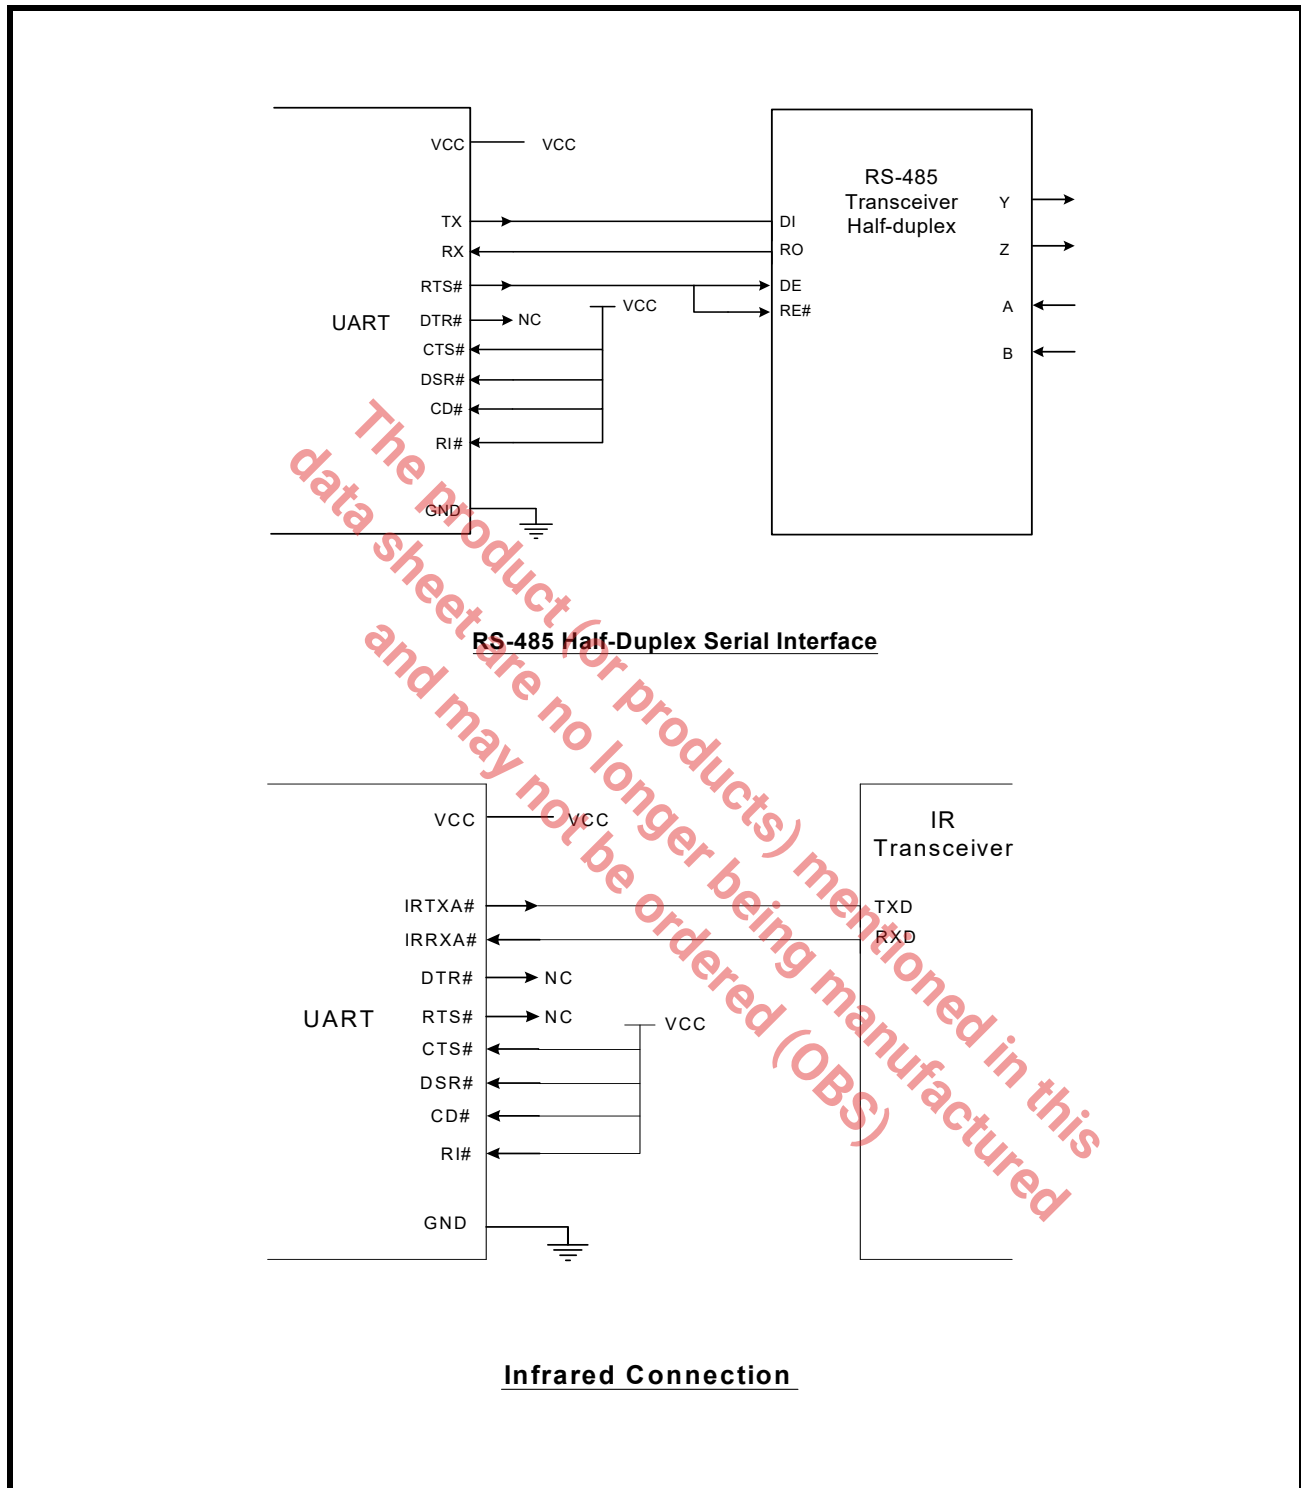 VCC
VCC
RS-485
Transceiver
Half-duplex
Y
TX
DI
RX
RO
Z
RTS#
DE
VCC
RE#
A
UART
DTR#
NC
CTS#
B
DSR#
CD#
RI#
GND
RS-485 Half-Duplex Serial Interface
VCC
VCC
IR
Transceiver
IRTXA#
TXD
IRRXA#
RXD
DTR#
NC
UART
RTS#
NC
VCC
CTS#
DSR#
CD#
RI#
GND
Infrared Connection
The product (or products) mentioned in this
data sheet are no longer being manufactured
and may not be ordered (OBS)